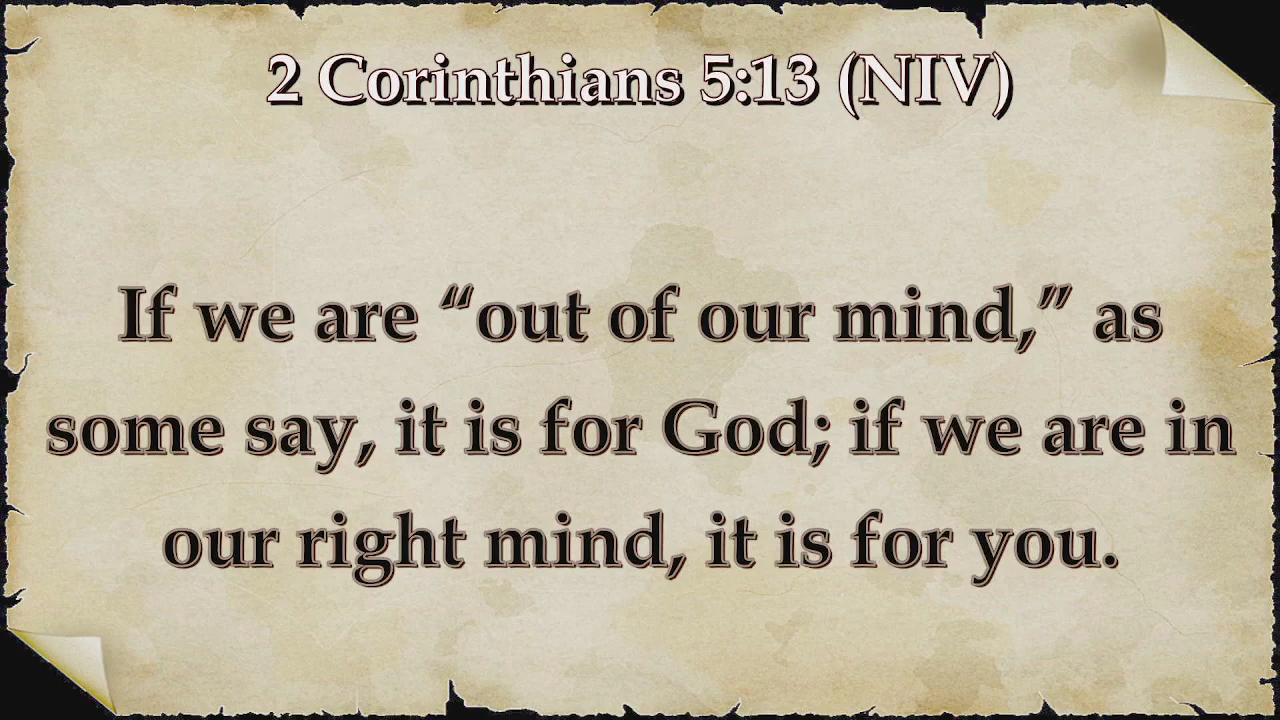 2 Corinthians 5:13 (NIV)
If we are “out of our mind,” as
some say, it is for God; if we are in
our right mind, it is for you.